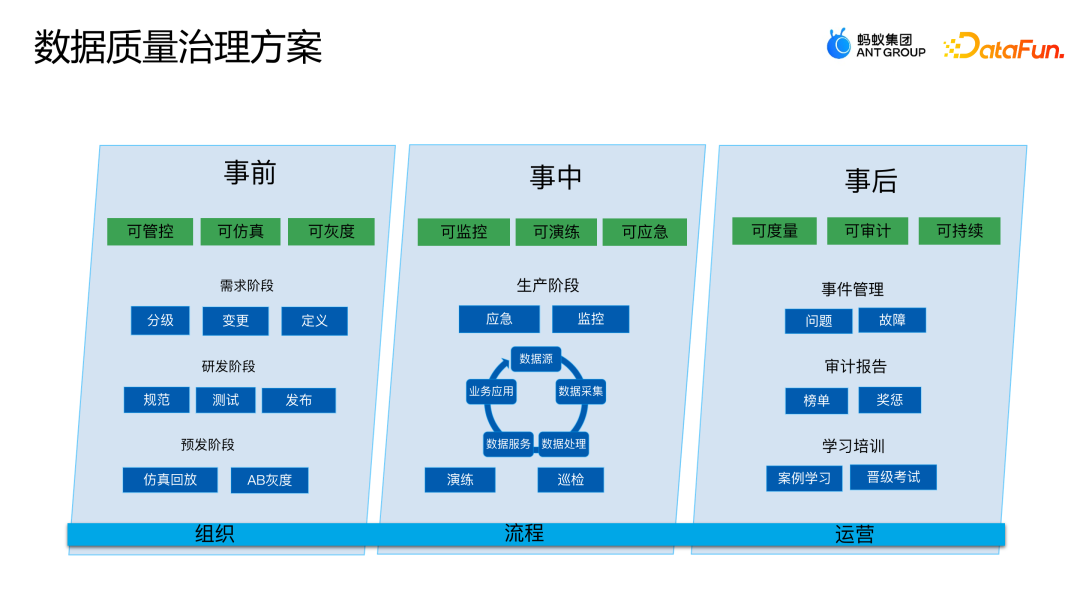 数据质量治理方案
蚂蚁集团
ANT GROUP
DataFun.
事前
可管控 可仿真 可灰度
需求阶段
分级 变更 定义
研发阶段
规范 测试 发布
预发阶段
仿真回放 AB灰度
组织
事中
可监控 可演练 可应急
生产阶段
应急 监控
数据源
业务应用 数据采集
数据服务 数据处理
演练 巡检
流程
事后
可度量 可审计 可持续
事件管理
问题 故障
审计报告
榜单 奖惩
学习培训
案例学习 晋级考试
运营